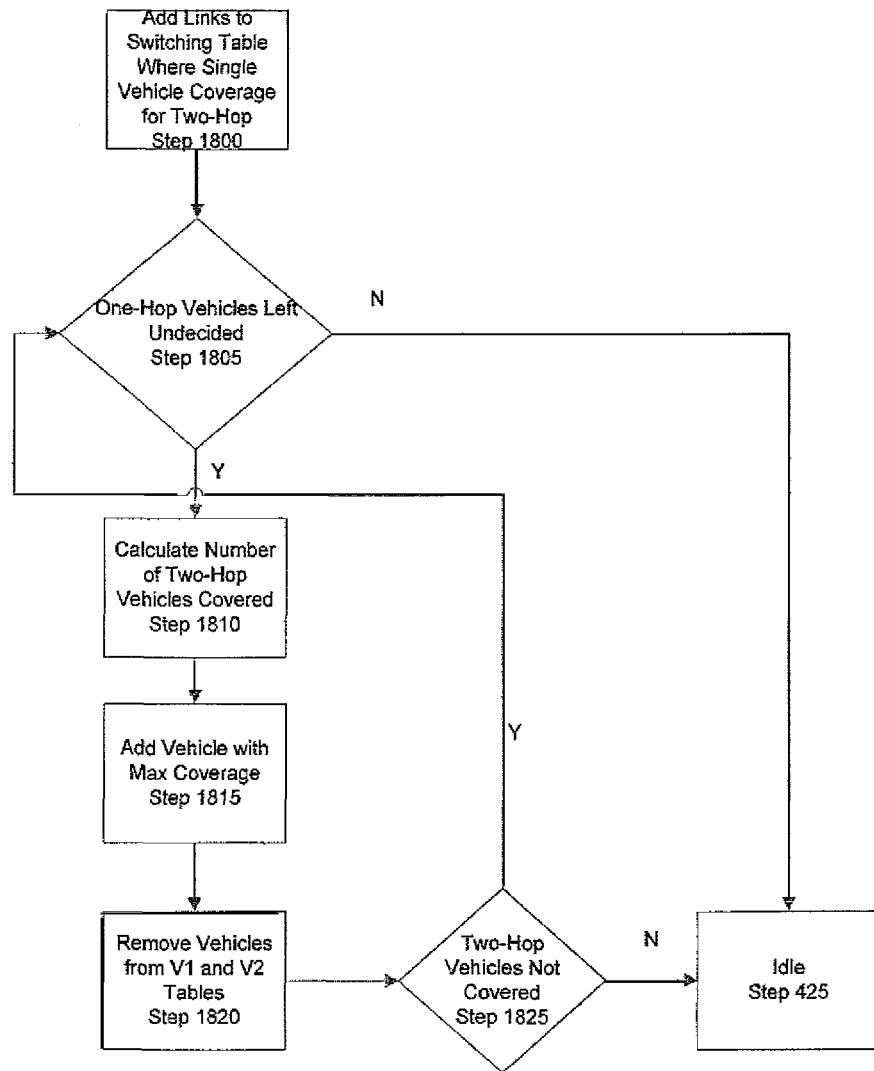 Add Links to
Switching Table
Where Single
Vehicle Coverage
for Two-Hop
Step 1800
One-Hop Vehicles Left
Undecided
Step 1805
N
Y
Calculate Number
of Two-Hop
Vehicles Covered
Step 1810
Add Vehicle with
Max Coverage
Step 1815
Y
Remove Vehicles
from V1 and V2
Tables
Step 1820
Two-Hop
Vehicles Not
Covered
Step 1825
N
Idle
Step 425